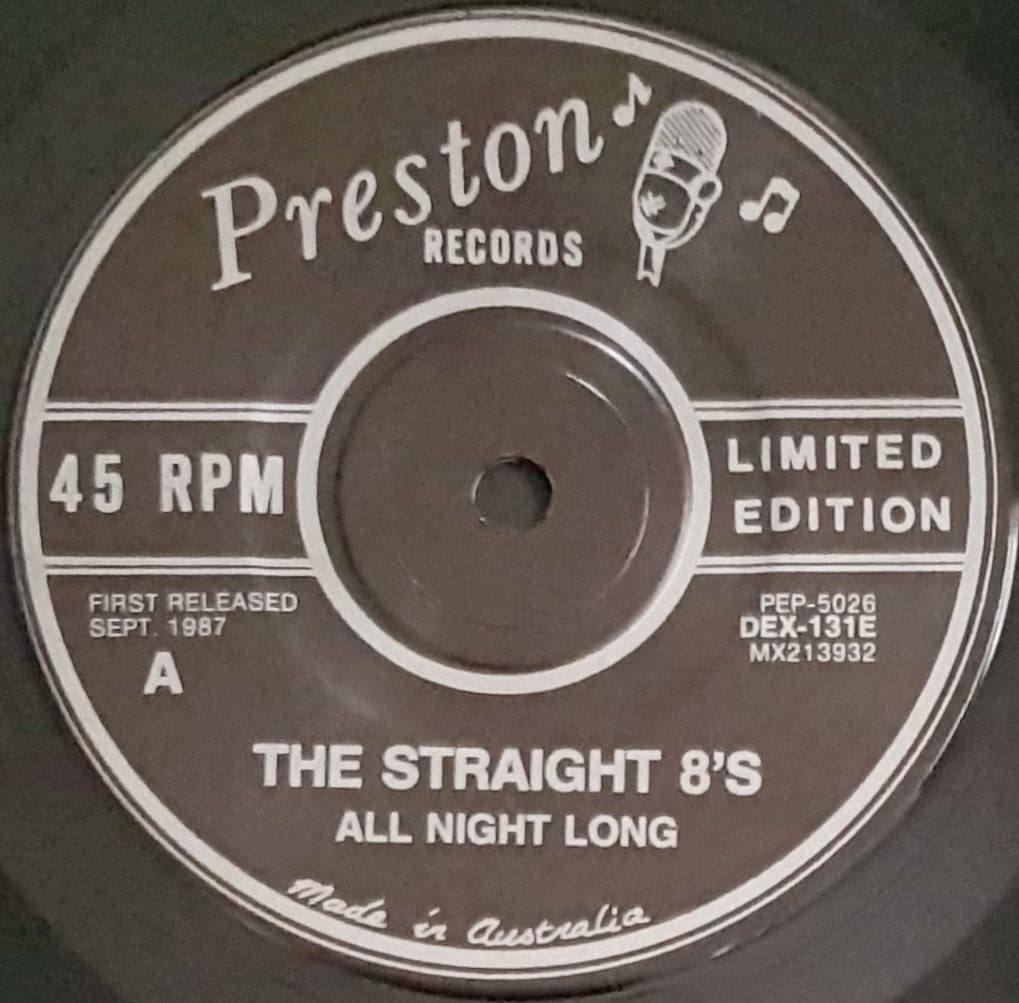 Preston
RECORDS
45 RPM
LIMITED
EDITION
FIRST RELEASED
SEPT. 1987
A
PEP-5026
DEX-131E
MX213932
THE STRAIGHT 8'S
ALL NIGHT LONG
Made in Australia